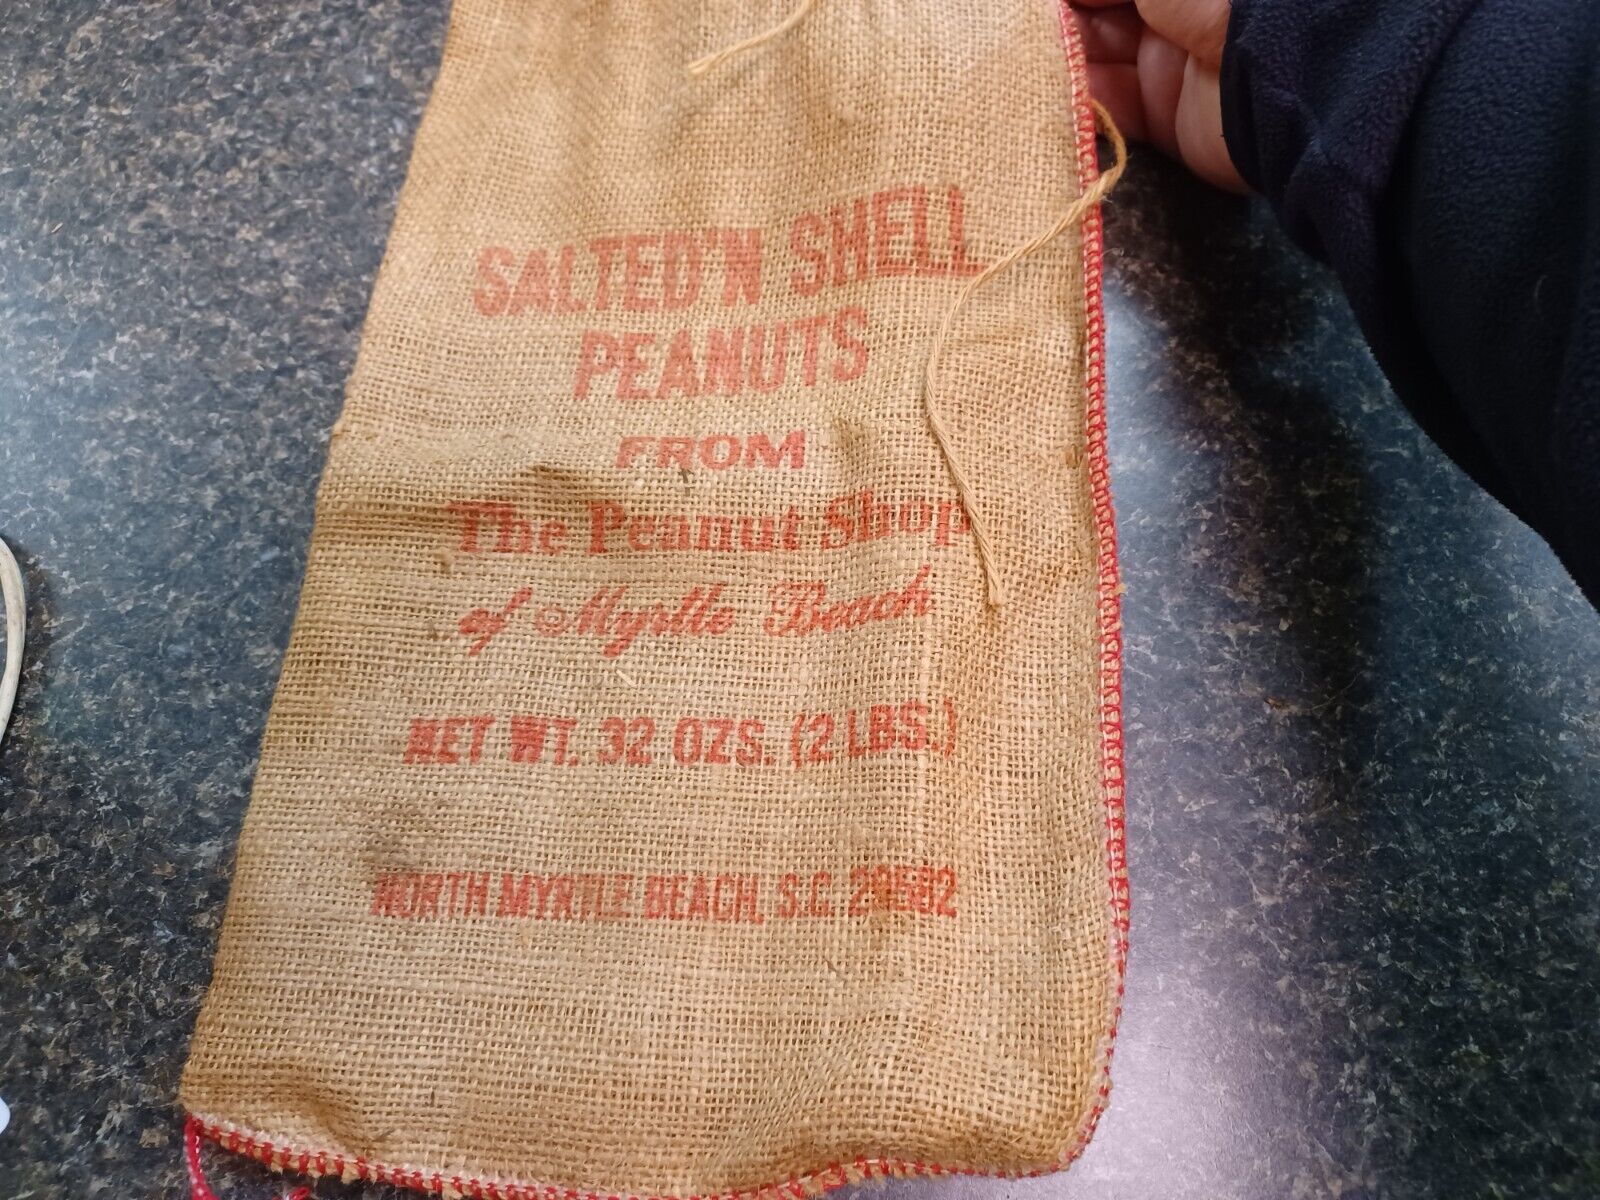 SALTED'N SHELL
PEANUTS
FROM
The Peanut Shop
of Myrtle Beach
NET WT. 32 OZS. (2 LBS.)
NORTH MYRTLE BEACH, S.C. 29582